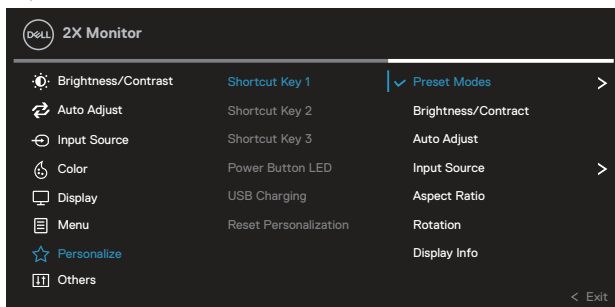 DELL 2X Monitor
Brightness/Contrast Shortcut Key 1 Preset Modes >
Auto Adjust Shortcut Key 2 Brightness/Contract
Input Source Shortcut Key 3 Auto Adjust
Color Power Button LED Input Source >
Display USB Charging Aspect Ratio
Menu Reset Personalization Rotation
Personalize Display Info
Others
< Exit